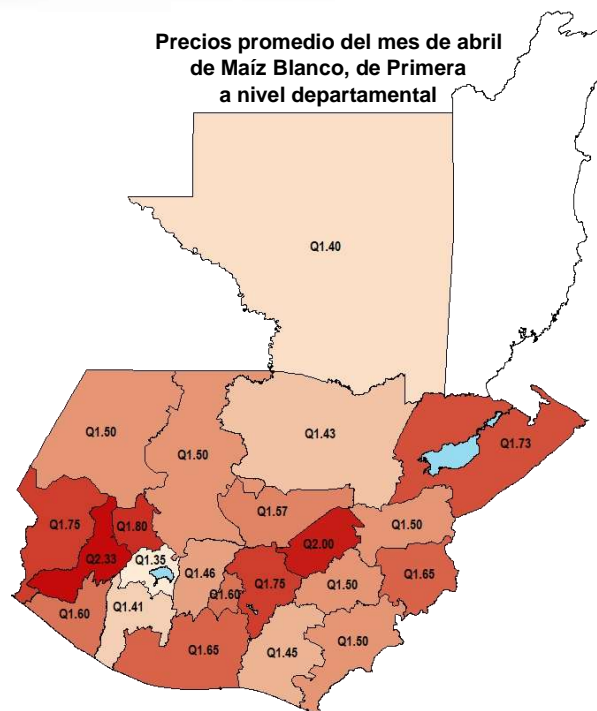 Precios promedio del mes de abril
de Maíz Blanco, de Primera
a nivel departamental
Q1.40
Q1.50
Q1.50
Q1.43
Q1.73
Q1.75
Q1.80
Q1.57
Q1.50
Q2.33
Q1.35
Q1.46
Q2.00
Q1.60
Q1.41
Q1.60
Q1.75
Q1.50
Q1.65
Q1.65
Q1.45
Q1.50